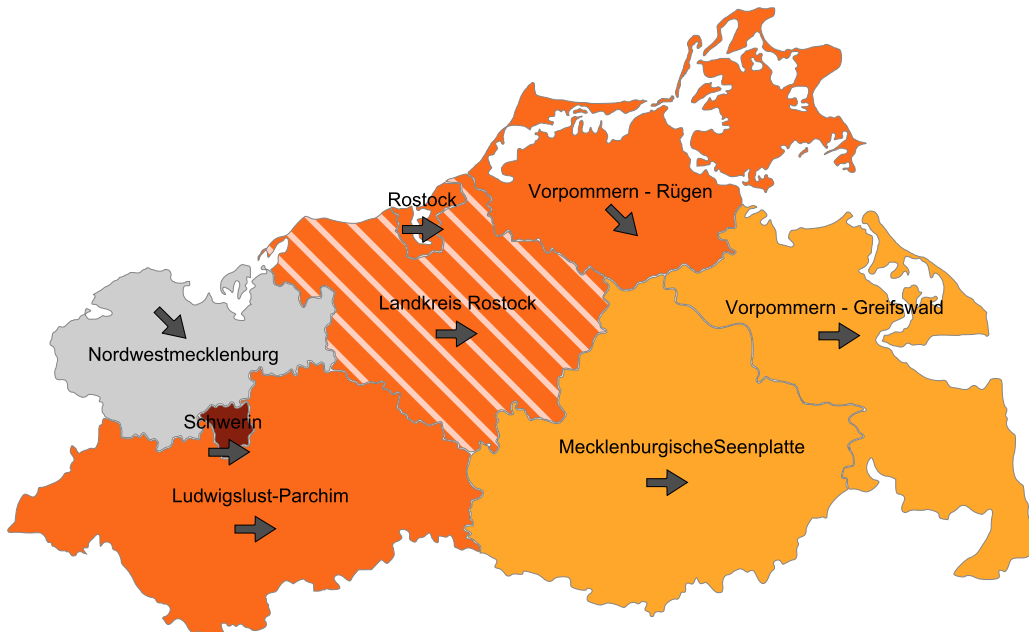 Vorpommern - Rügen
Rostock
Landkreis Rostock
Vorpommern - Greifswald
Nordwestmecklenburg
Schwerin
MecklenburgischeSeenplatte
Ludwigslust-Parchim